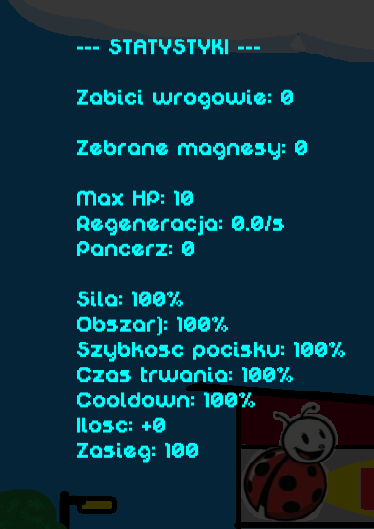 --- STATYSTYKI ---
Zabici wrogowie: 0
Zebrane magnesy: 0
Max HP: 10
Regeneracja: 0.0/s
Pancerz: 0
Sila: 100%
Obszar): 100%
Szybkosc pocisku: 100%
Czas trwania: 100%
Cooldown: 100%
Ilosc: +0
Zasieg: 100